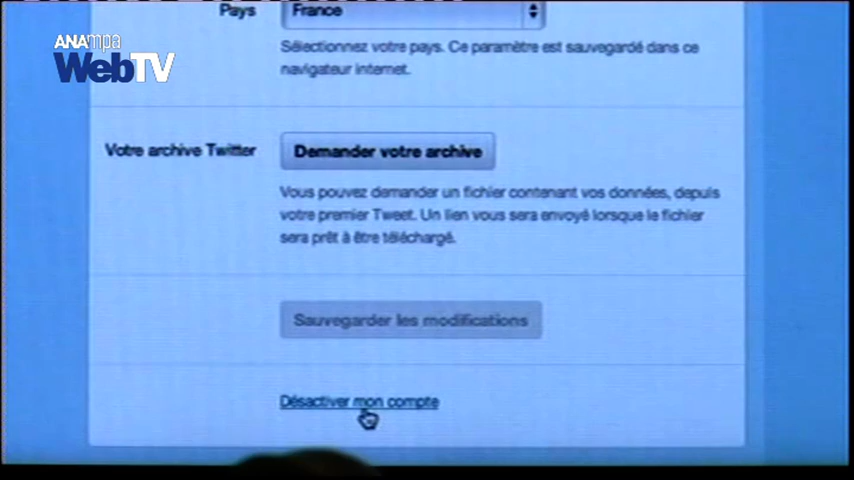 ANAmpa
WebTV
Pays
France
Sélectionnez votre pays. Ce paramètre est sauvegardé dans ce
navigateur internet.
Votre archive Twitter
Demander votre archive
Vous pouvez demander un fichier contenant vos données, depuis
votre premier Tweet. Un lien vous sera envoyé lorsque le fichier
sera prêt à être téléchargé.
Sauvegarder les modifications
Désactiver mon compte